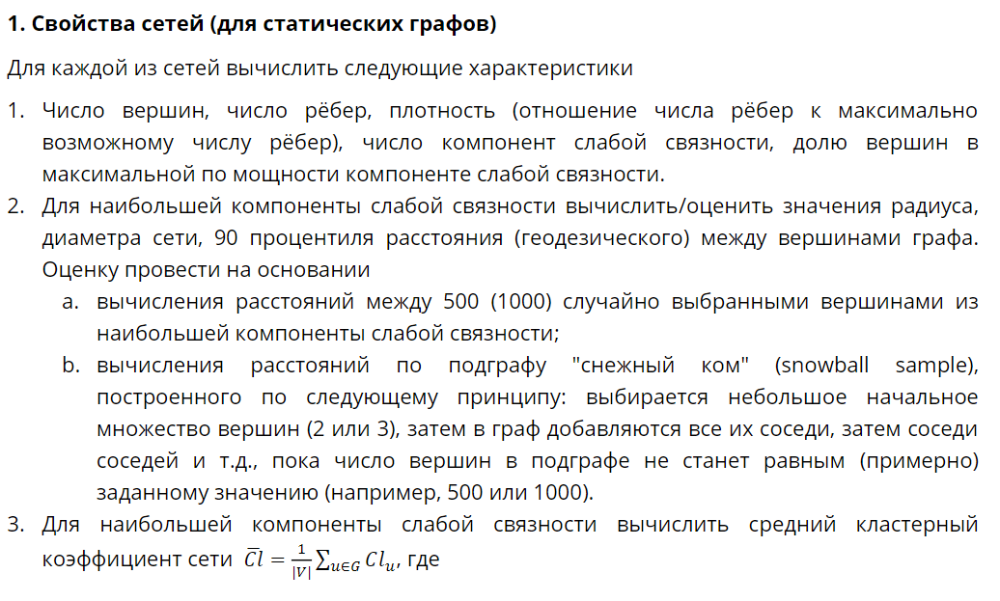 1. Свойства сетей (для статических графов)
Для каждой из сетей вычислить следующие характеристики
1. Число вершин, число рёбер, плотность (отношение числа рёбер к максимально
возможному числу рёбер), число компонент слабой связности, долю вершин в
максимальной по мощности компоненте слабой связности.
2. Для наибольшей компоненты слабой связности вычислить/оценить значения радиуса,
диаметра сети, 90 процентиля расстояния (геодезического) между вершинами графа.
Оценку провести на основании
a. вычисления расстояний между 500 (1000) случайно выбранными вершинами из
наибольшей компоненты слабой связности;
b. вычисления расстояний по подграфу "снежный ком" (snowball sample),
построенного по следующему принципу: выбирается небольшое начальное
множество вершин (2 или 3), затем в граф добавляются все их соседи, затем соседи
соседей и т.д., пока число вершин в подграфе не станет равным (примерно)
заданному значению (например, 500 или 1000).
3. Для наибольшей компоненты слабой связности вычислить средний кластерный
коэффициент сети C̅l = 1/|V| ∑u∈G Clu, где